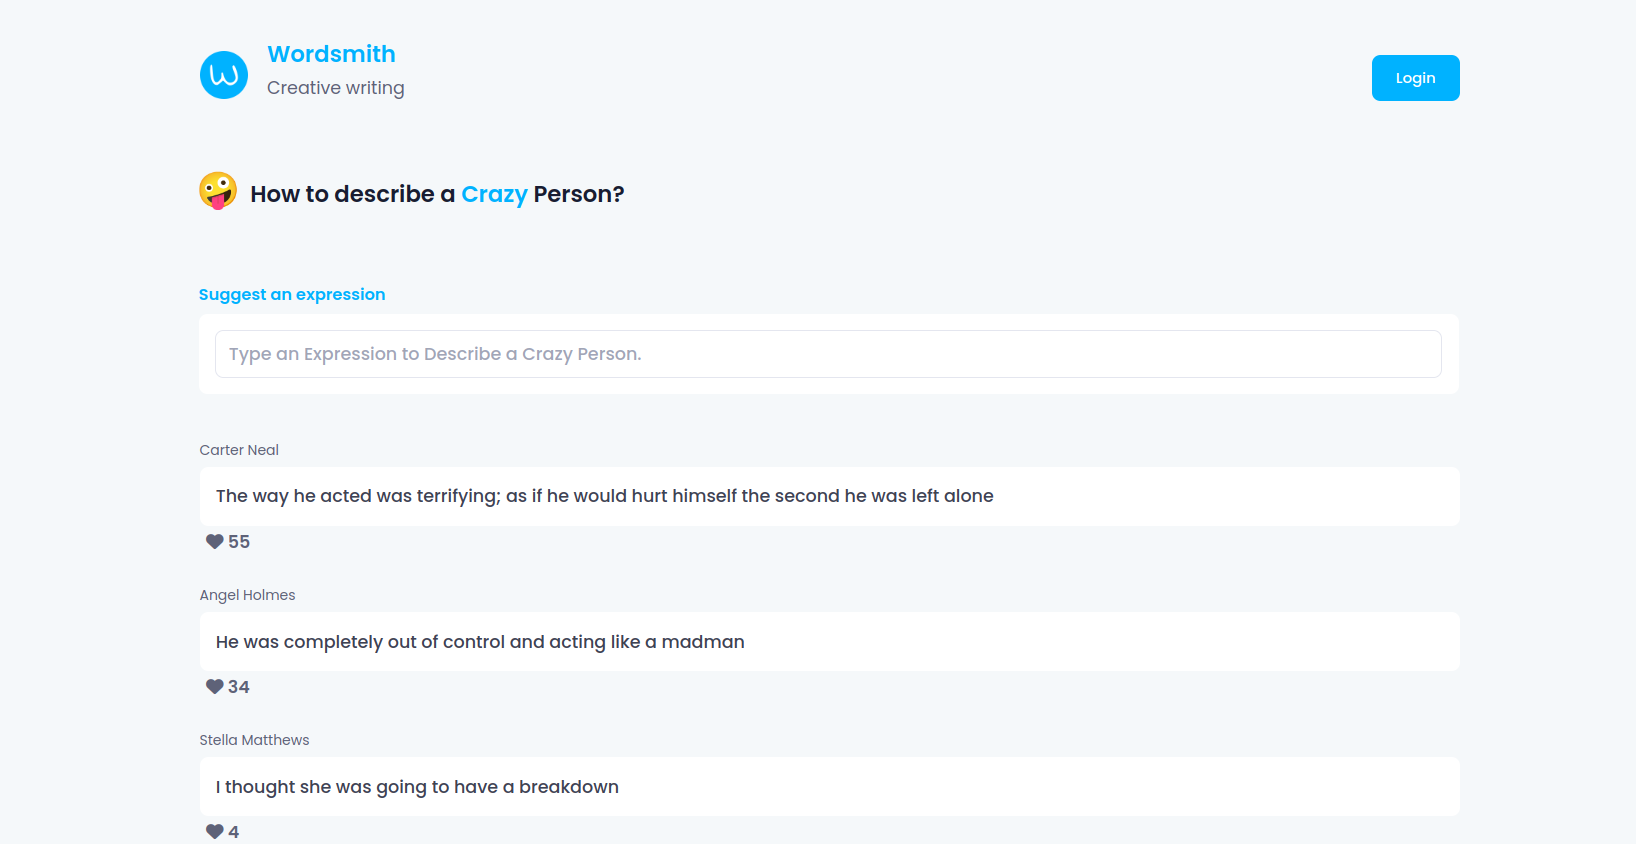 Wordsmith
Creative writing
Login
How to describe a Crazy Person?
Suggest an expression
Type an Expression to Describe a Crazy Person.
Carter Neal
The way he acted was terrifying; as if he would hurt himself the second he was left alone
55
Angel Holmes
He was completely out of control and acting like a madman
34
Stella Matthews
I thought she was going to have a breakdown
4